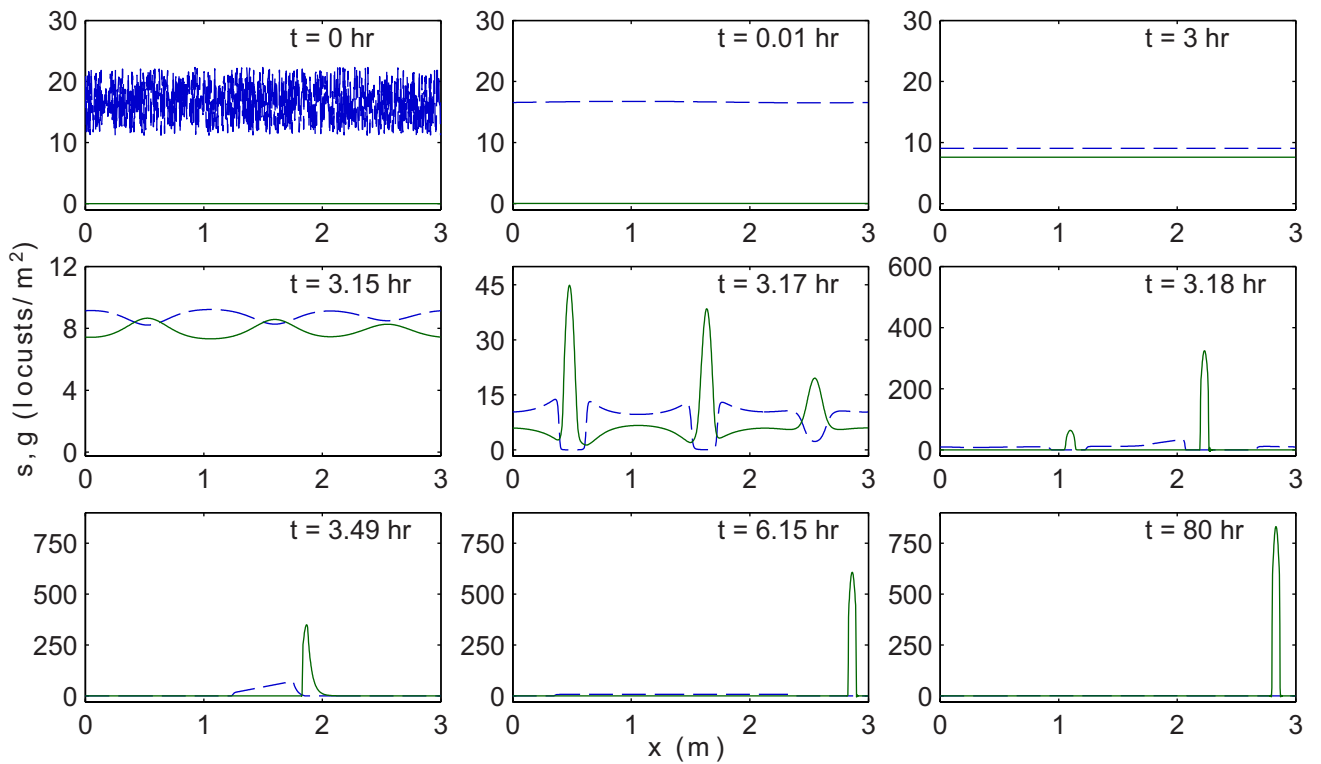 t = 0 hr
30
20
10
0
0 1 2 3
t = 0.01 hr
30
20
10
0
0 1 2 3
t = 3 hr
30
20
10
0
0 1 2 3
s, g (locusts/m²)
t = 3.15 hr
12
8
4
0
0 1 2 3
t = 3.17 hr
45
30
15
0
0 1 2 3
t = 3.18 hr
600
400
200
0
0 1 2 3
t = 3.49 hr
750
500
250
0
0 1 2 3
t = 6.15 hr
750
500
250
0
0 1 2 3
t = 80 hr
750
500
250
0
0 1 2 3
x (m)